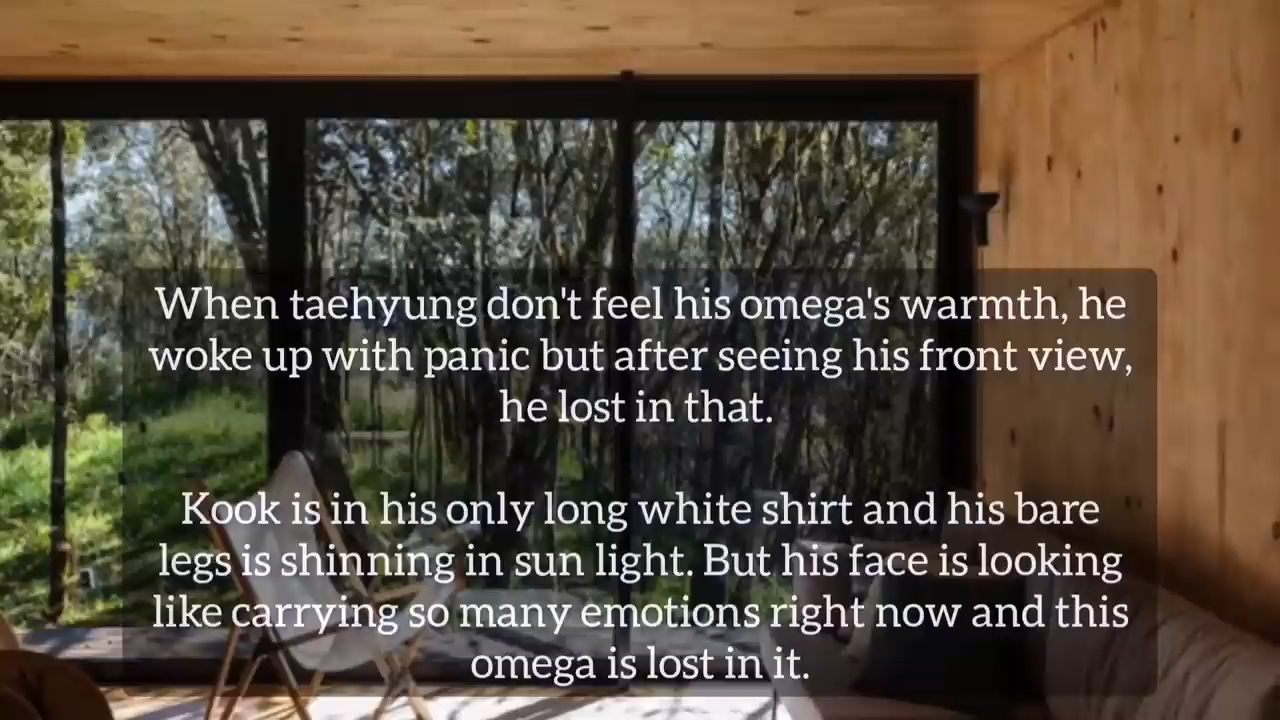 When taehyung don't feel his omega's warmth, he
woke up with panic but after seeing his front view,
he lost in that.
Kook is in his only long white shirt and his bare
legs is shinning in sun light. But his face is looking
like carrying so many emotions right now and this
omega is lost in it.